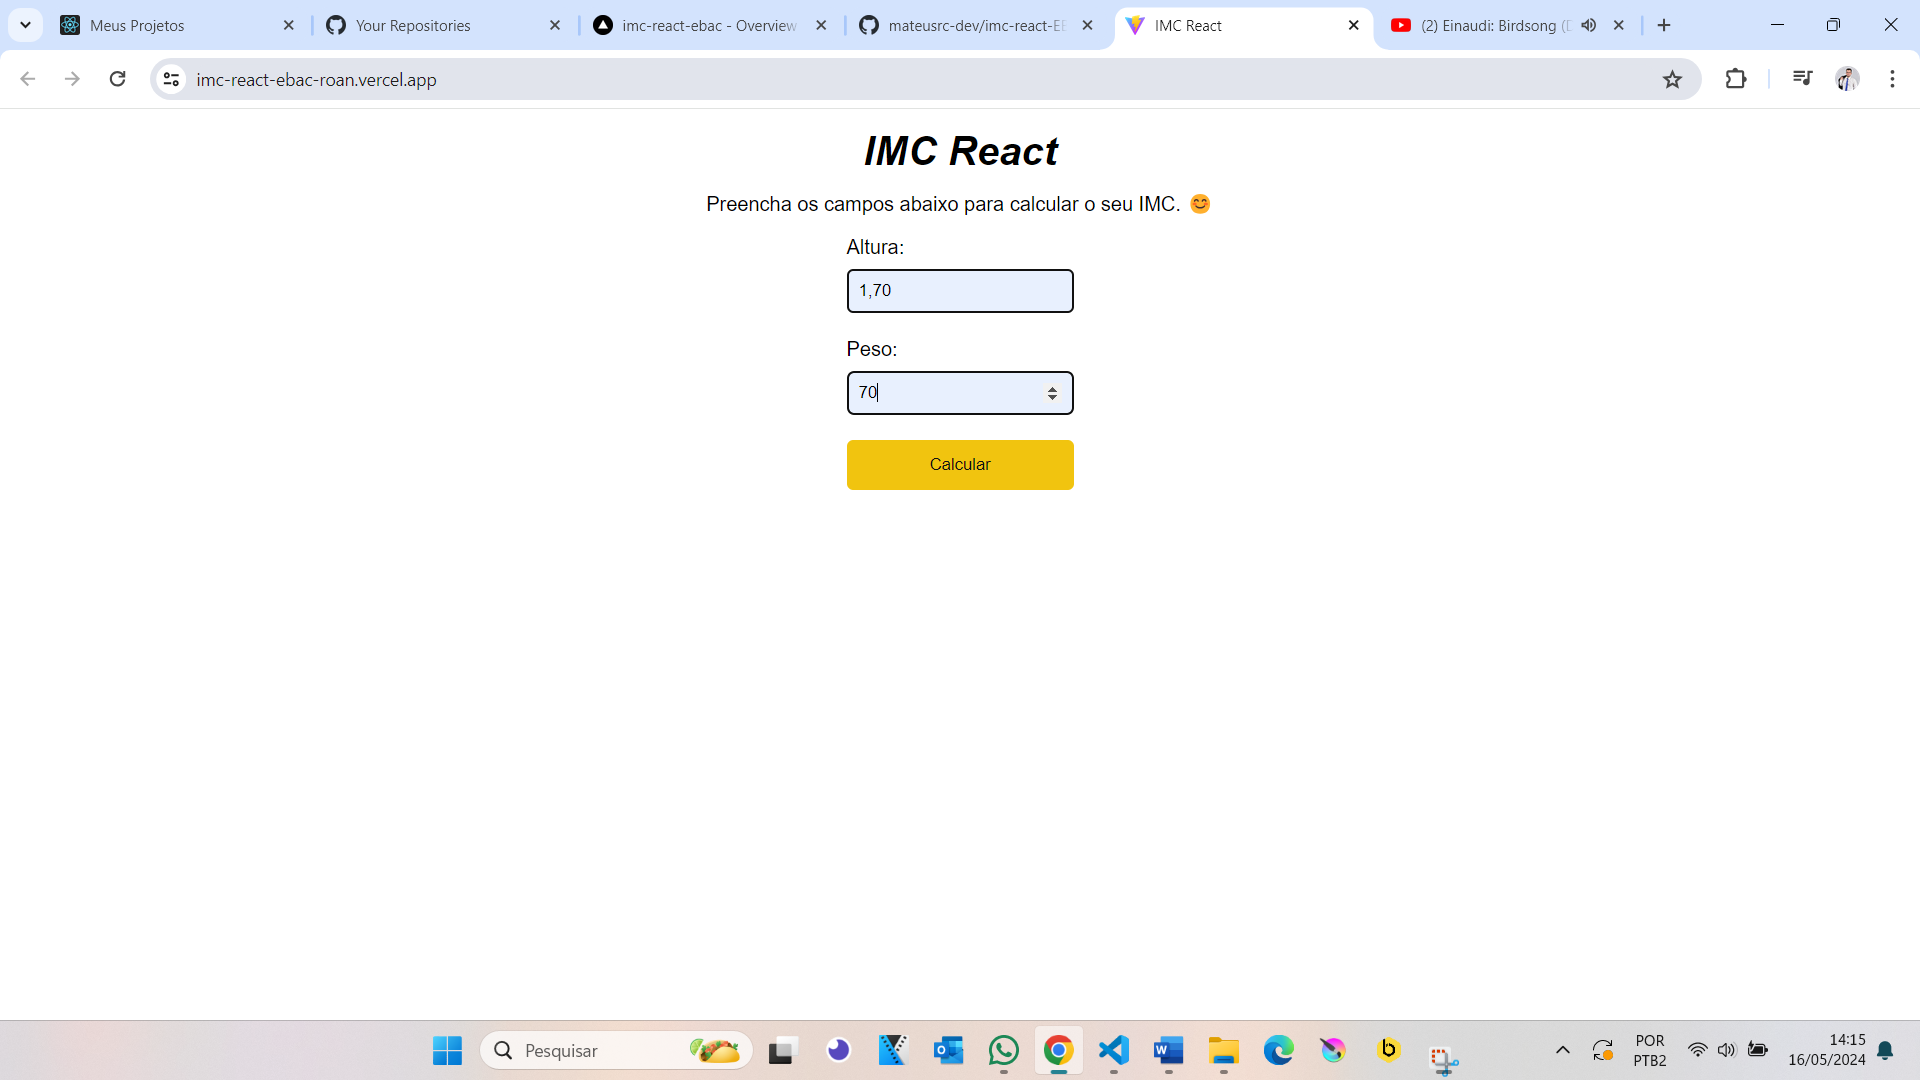 Meus Projetos
Your Repositories
imc-react-ebac - Overview
mateusrc-dev/imc-react-EE
IMC React
(2) Einaudi: Birdsong (D
imc-react-ebac-roan.vercel.app
IMC React
Preencha os campos abaixo para calcular o seu IMC. 😊
Altura:
1,70
Peso:
70
Calcular
Pesquisar
POR
PTB2
14:15
16/05/2024